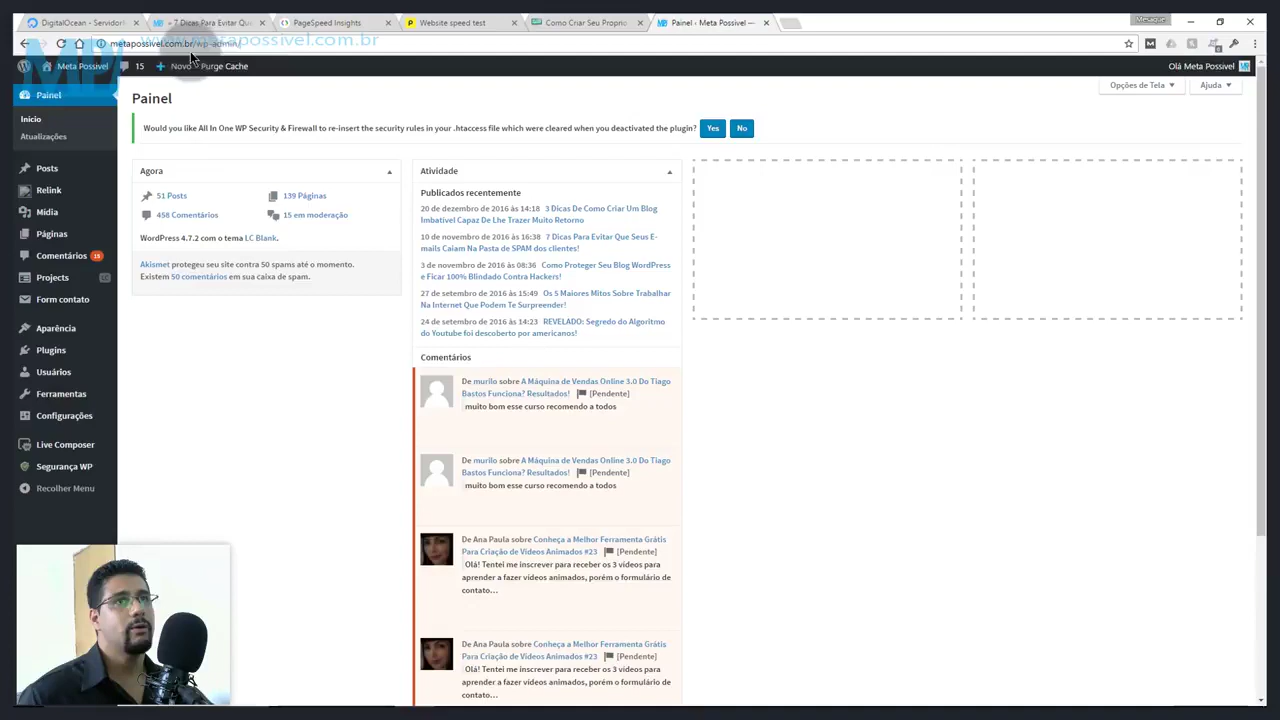 DigitalOcean - Servidor
» 7 Dicas Para Evitar Qu
PageSpeed Insights
Website speed test
Como Criar Seu Proprio
Painel ‹ Meta Possivel —
Metaque
metapossivel.com.br/wp-admin/
www.metapossivel.com.br
Meta Possivel
15
Novo
Purge Cache
Olá Meta Possivel
Painel
Início
Atualizações
Posts
Relink
Mídia
Páginas
Comentários 15
Projects
Form contato
Aparência
Plugins
Usuários
Ferramentas
Configurações
Live Composer
Segurança WP
Recolher Menu
Painel
Opções de Tela
Ajuda
Would you like All In One WP Security & Firewall to re-insert the security rules in your .htaccess file which were cleared when you deactivated the plugin? Yes No
Agora
51 Posts
139 Páginas
458 Comentários
15 em moderação
WordPress 4.7.2 com o tema LC Blank.
Akismet protegeu seu site contra 50 spams até o momento.
Existem 50 comentários em sua caixa de spam.
Atividade
Publicados recentemente
20 de dezembro de 2016 às 14:18 3 Dicas De Como Criar Um Blog
Imbatível Capaz De Lhe Trazer Muito Retorno
10 de novembro de 2016 às 16:38 7 Dicas Para Evitar Que Seus E-
mails Caiam Na Pasta de SPAM dos clientes!
3 de novembro de 2016 às 08:36 Como Proteger Seu Blog WordPress
e Ficar 100% Blindado Contra Hackers!
27 de setembro de 2016 às 15:49 Os 5 Maiores Mitos Sobre Trabalhar
Na Internet Que Podem Te Surpreender!
24 de setembro de 2016 às 14:23 REVELADO: Segredo do Algoritmo
do Youtube foi descoberto por americanos!
Comentários
De murilo sobre A Máquina de Vendas Online 3.0 Do Tiago
Bastos Funciona? Resultados! [Pendente]
muito bom esse curso recomendo a todos
De murilo sobre A Máquina de Vendas Online 3.0 Do Tiago
Bastos Funciona? Resultados! [Pendente]
muito bom esse curso recomendo a todos
De Ana Paula sobre Conheça a Melhor Ferramenta Grátis
Para Criação de Vídeos Animados #23 [Pendente]
Olá! Tentei me inscrever para receber os 3 vídeos para
aprender a fazer vídeos animados, porém o formulário de
contato…
De Ana Paula sobre Conheça a Melhor Ferramenta Grátis
Para Criação de Vídeos Animados #23 [Pendente]
Olá! Tentei me inscrever para receber os 3 vídeos para
aprender a fazer vídeos animados, porém o formulário de
contato…